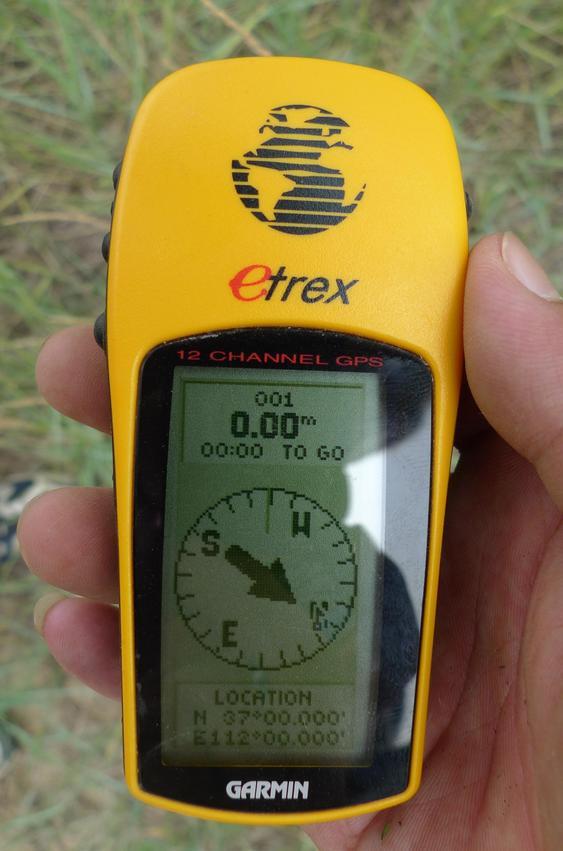 etrex
12 CHANNEL GPS
001
0.00m
00:00 TO GO
W
S
N
E
LOCATION
N 37°00.000'
E112°00.000'
GARMIN